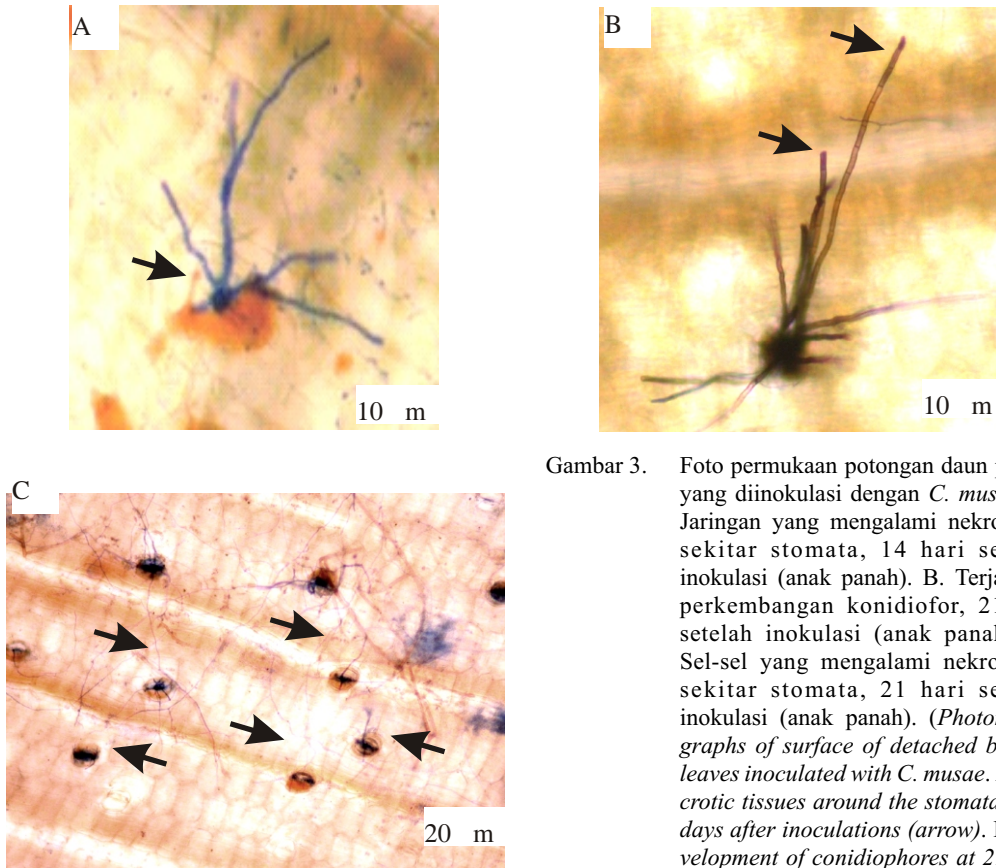 A
B
10 m
10 m
C
20 m
Gambar 3. Foto permukaan potongan daun
yang diinokulasi dengan C.
Jaringan yang mengalami
sekitar stomata, 14 hari
inokulasi (anak panah). B.
perkembangan konidiofor,
setelah inokulasi (anak
Sel-sel yang mengalami
sekitar stomata, 21 hari
inokulasi (anak panah). (
graphs of surface of detached
leaves inoculated with C. musae.
crotic tissues around the
days after inoculations (arrow).
velopment of conidiophores at